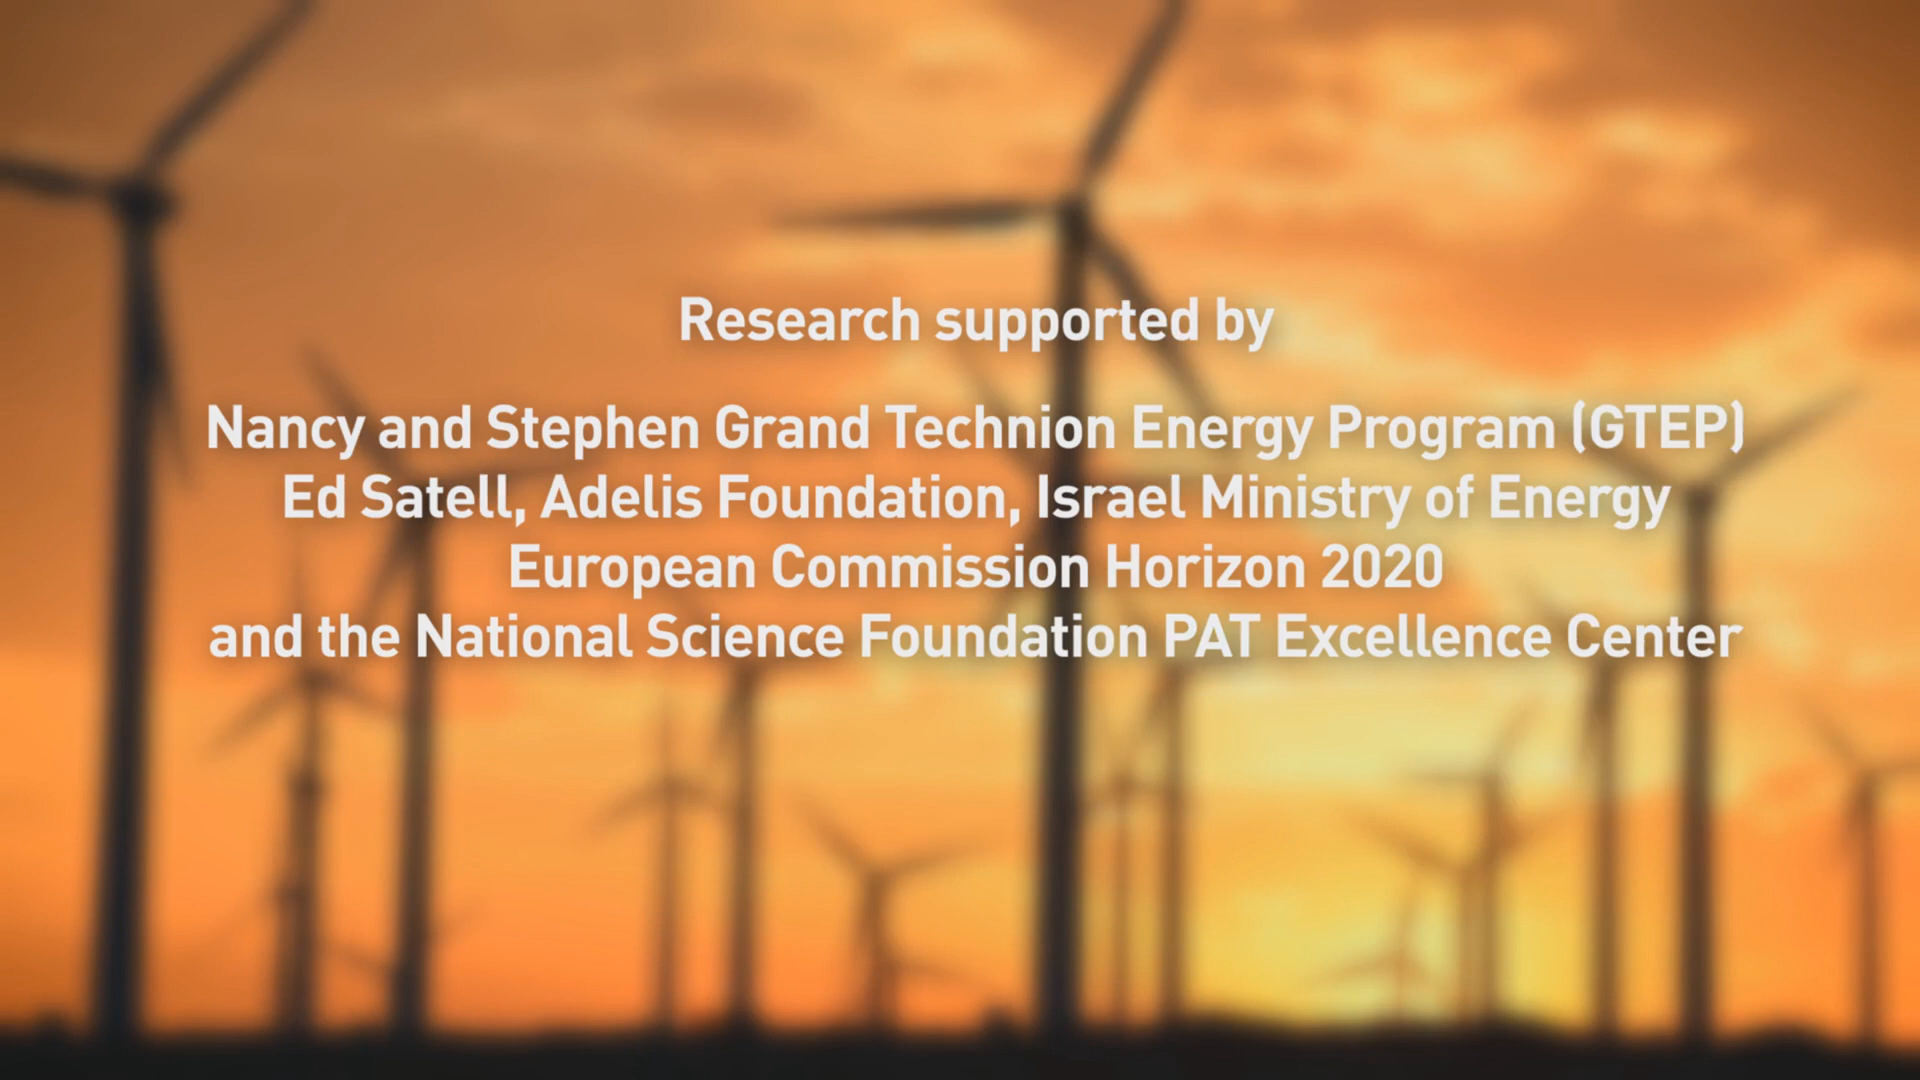 Research supported by
Nancy and Stephen Grand Technion Energy Program (GTEP)
Ed Satell, Adelis Foundation, Israel Ministry of Energy
European Commission Horizon 2020
and the National Science Foundation PAT Excellence Center